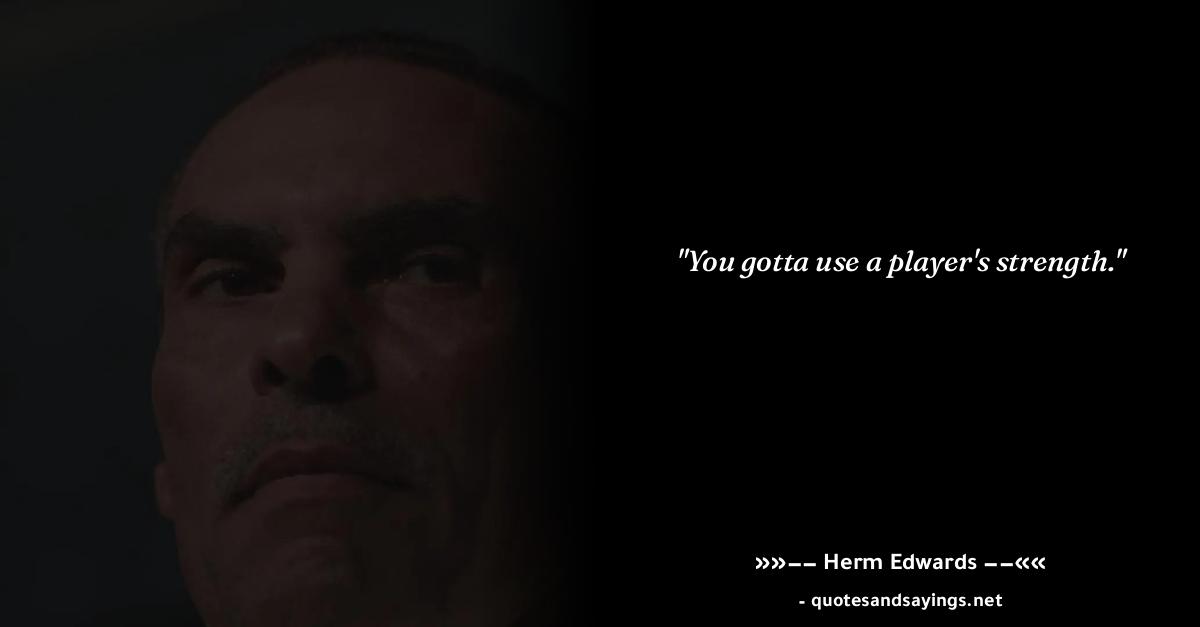 "You gotta use a player's strength."
»»–– Herm Edwards ––««
- quotesandsayings.net